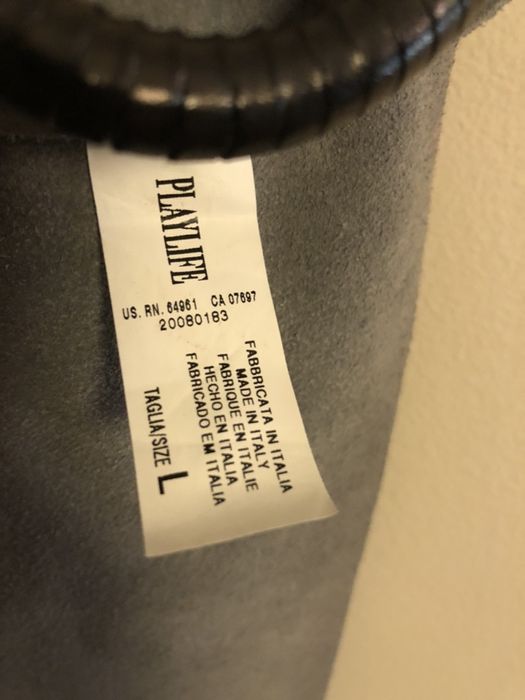 PLAYLIFE
US. RN. 64961 CA 07697
20080183
FABBRICATA IN ITALIA
MADE IN ITALY
FABRIQUE EN ITALIE
HECHO EN ITALIA
FABRICADO EM ITALIA
TAGLIA/SIZE L